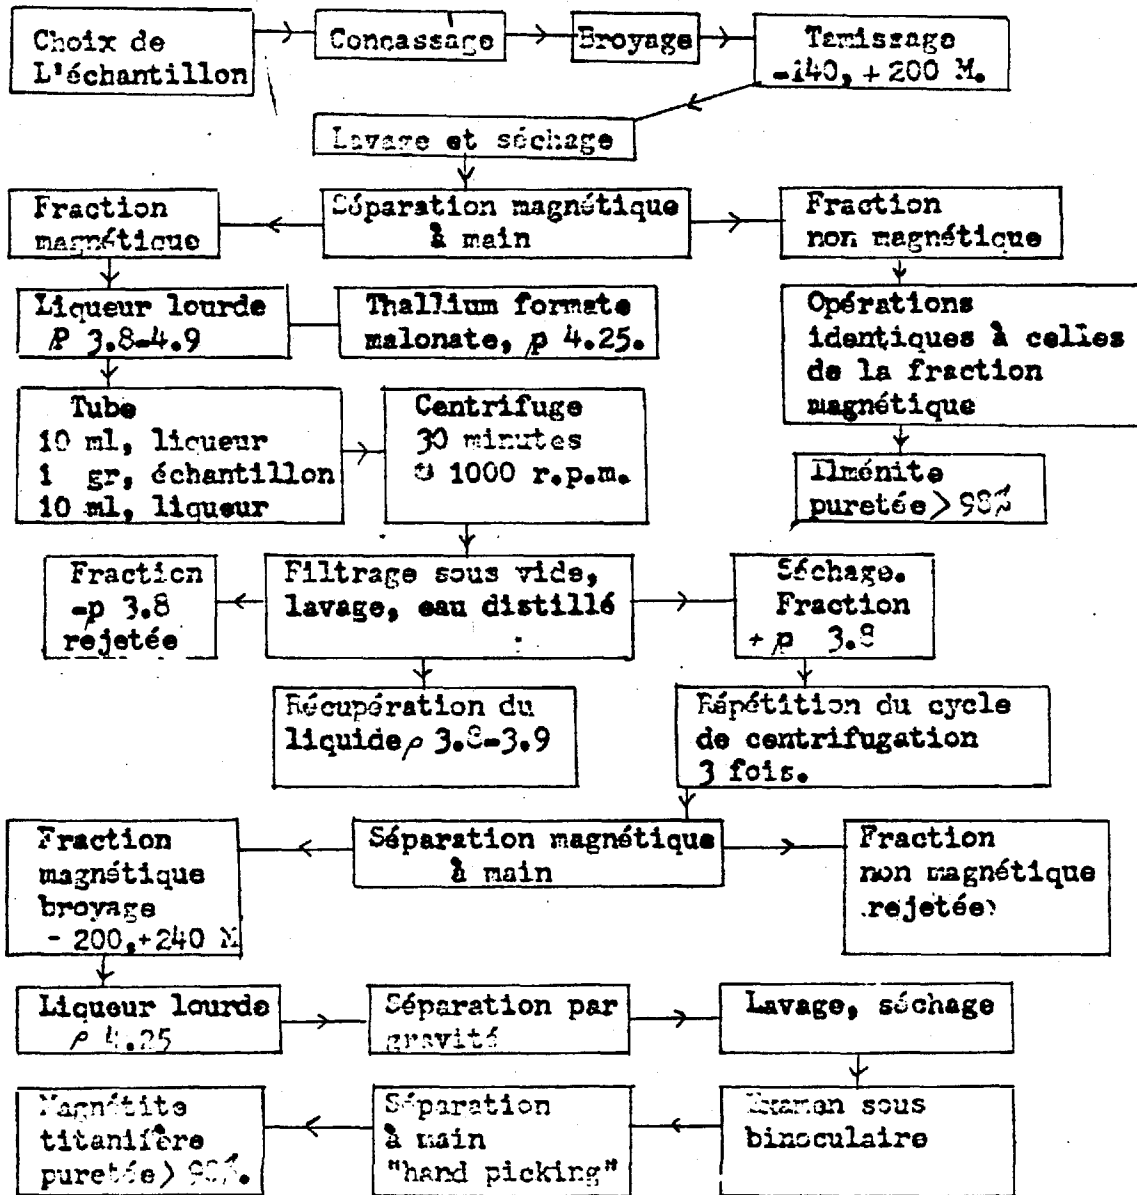 Choix de
L'échantillon
Concassage
Broyage
Tamissage
-140, + 200 M.
Lavage et séchage
Fraction
magnétique
Séparation magnétique
à main
Fraction
non magnétique
Liqueur lourde
ρ 3.8-4.9
Thallium formate
malonate, ρ 4.25.
Opérations
identiques à celles
de la fraction
magnétique
Tube
10 ml, liqueur
1 gr, échantillon
10 ml, liqueur
Centrifuge
30 minutes
1000 r.p.m.
Ilménite
puretée > 98%
Fraction
-ρ 3.8
rejetée
Filtrage sous vide,
lavage, eau distillé
Séchage.
Fraction
+ ρ 3.8
Récupération du
liquide ρ 3.8-3.9
Répétition du cycle
de centrifugation
3 fois.
Fraction
magnétique
broyage
- 200,+240 M
Séparation magnétique
à main
Fraction
non magnétique
rejetée
Liqueur lourde
ρ 4.25
Séparation par
gravité
Lavage, séchage
Magnétite
titanifère
puretée >
Séparation
à main
"hand picking"
Examen sous
binoculaire